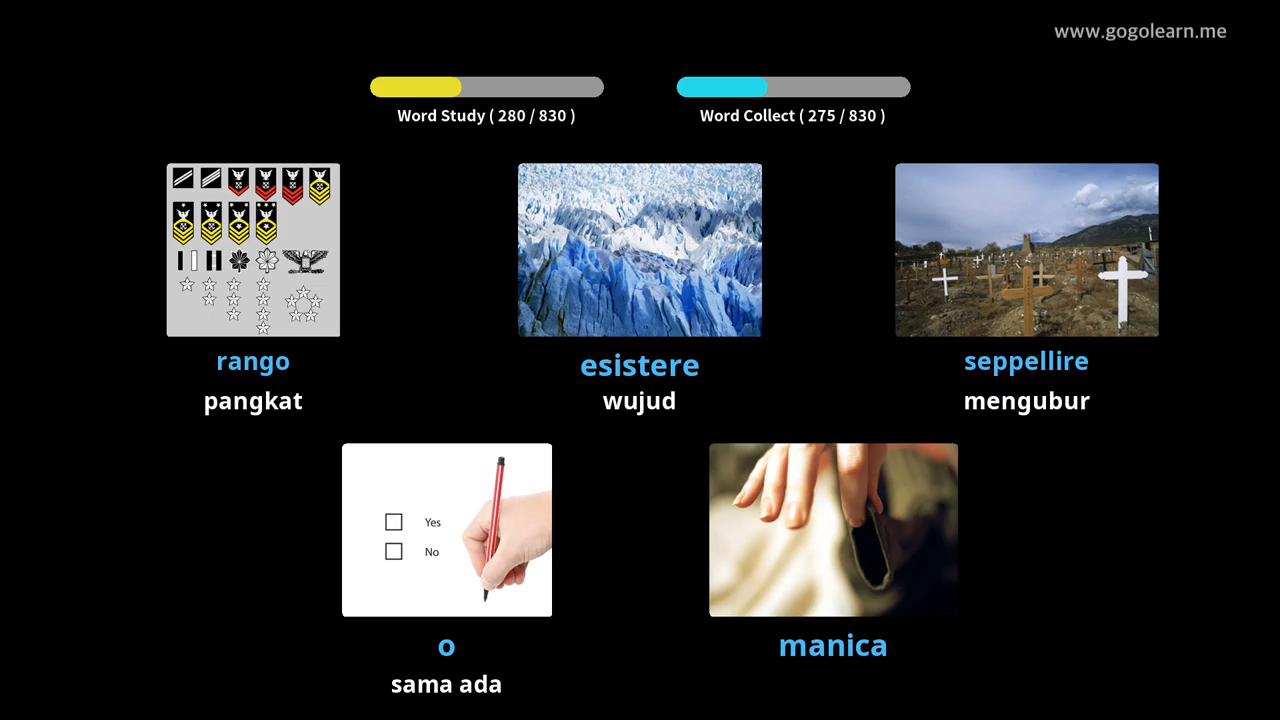 www.gogolearn.me
Word Study ( 280 / 830 )
Word Collect ( 275 / 830 )
rango
pangkat
esistere
wujud
seppellire
mengubur
Yes
No
o
sama ada
manica